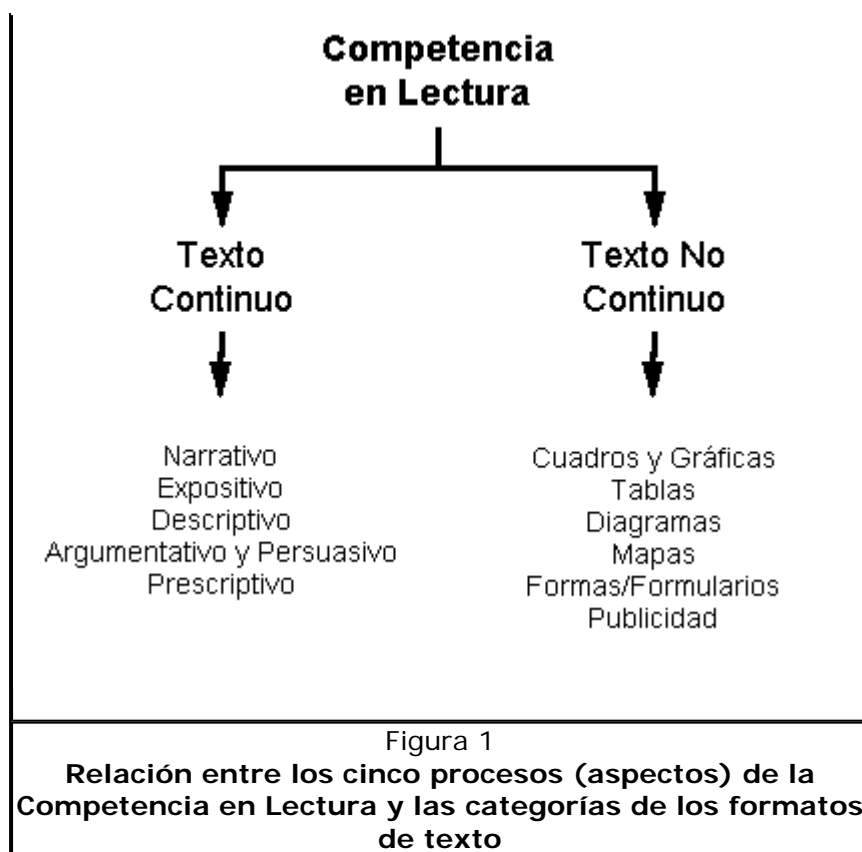 Competencia
en Lectura
Texto
Continuo
Texto No
Continuo
Narrativo
Expositivo
Descriptivo
Argumentativo y Persuasivo
Prescriptivo
Cuadros y Gráficas
Tablas
Diagramas
Mapas
Formas/Formularios
Publicidad
Figura 1
Relación entre los cinco procesos (aspectos) de la
Competencia en Lectura y las categorías de los formatos
de texto